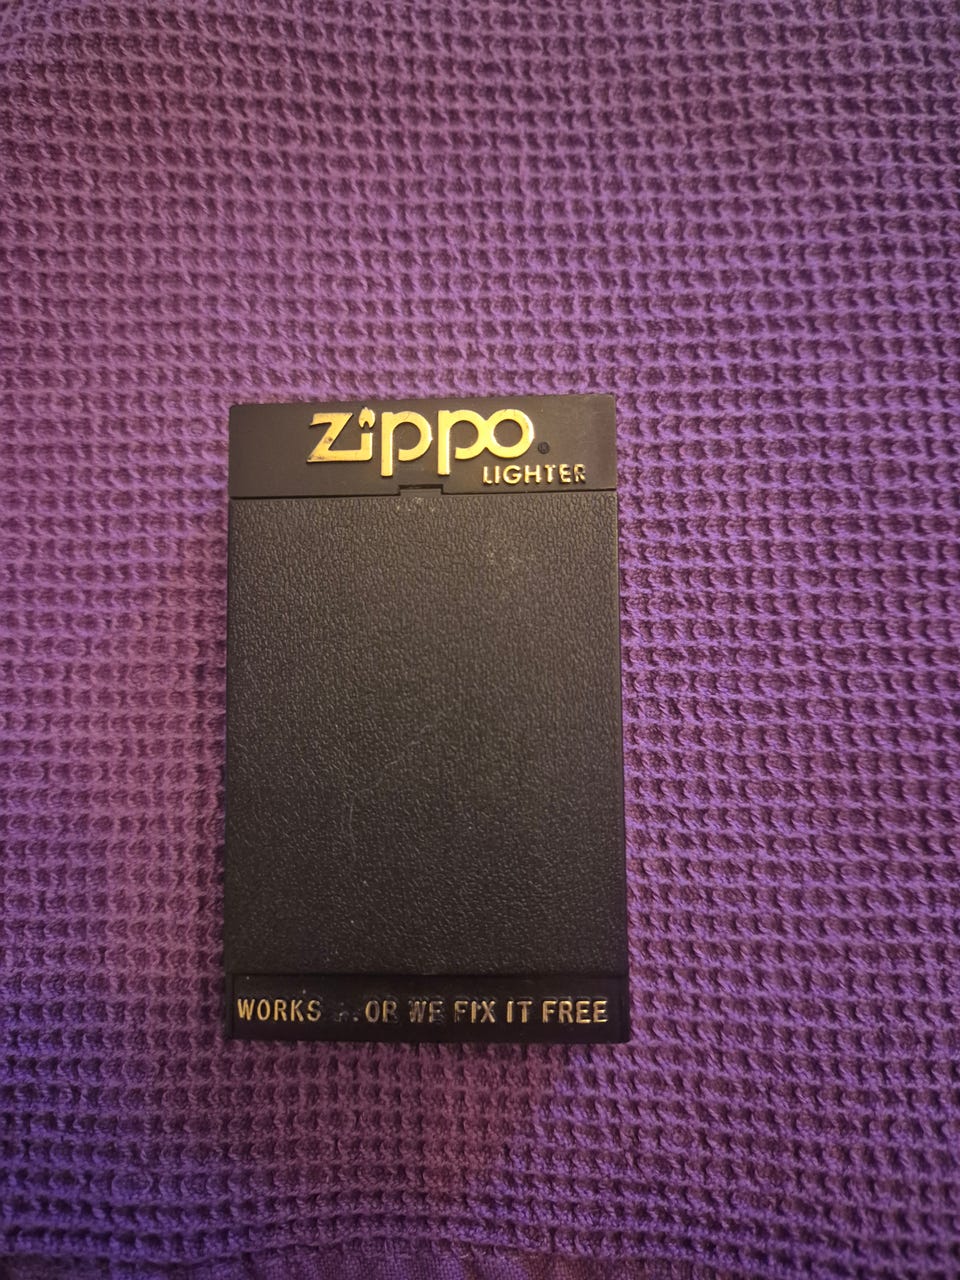 zippo®
LIGHTER
WORKS ... OR WE FIX IT FREE